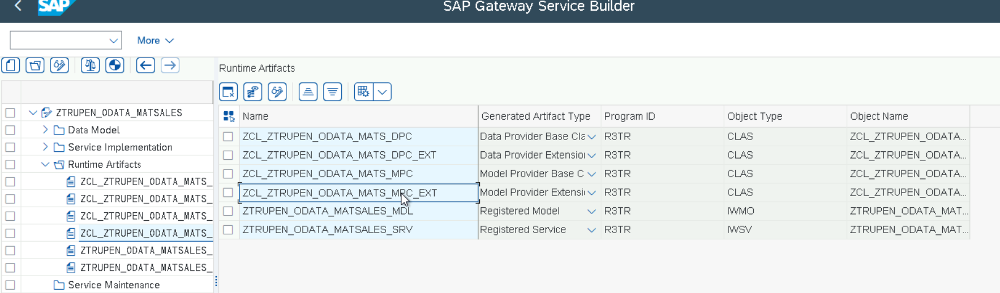 SAP
SAP Gateway Service Builder
More
Runtime Artifacts
Name
Generated Artifact Type
Program ID
Object Type
Object Name
ZTRUPEN_ODATA_MATSALES
Data Model
Service Implementation
Runtime Artifacts
ZCL_ZTRUPEN_ODATA_MATS_
ZCL_ZTRUPEN_ODATA_MATS_
ZCL_ZTRUPEN_ODATA_MATS_
ZCL_ZTRUPEN_ODATA_MATS_
ZTRUPEN_ODATA_MATSALES_
ZTRUPEN_ODATA_MATSALES_
Service Maintenance
ZCL_ZTRUPEN_ODATA_MATS_DPC Data Provider Base Cla R3TR CLAS ZCL_ZTRUPEN_ODATA...
ZCL_ZTRUPEN_ODATA_MATS_DPC_EXT Data Provider Extension R3TR CLAS ZCL_ZTRUPEN_ODATA...
ZCL_ZTRUPEN_ODATA_MATS_MPC Model Provider Base C R3TR CLAS ZCL_ZTRUPEN_ODATA...
ZCL_ZTRUPEN_ODATA_MATS_MPC_EXT Model Provider Extensi R3TR CLAS ZCL_ZTRUPEN_ODATA...
ZTRUPEN_ODATA_MATSALES_MDL Registered Model R3TR IWMO ZTRUPEN_ODATA_MAT...
ZTRUPEN_ODATA_MATSALES_SRV Registered Service R3TR IWSV ZTRUPEN_ODATA_MAT...